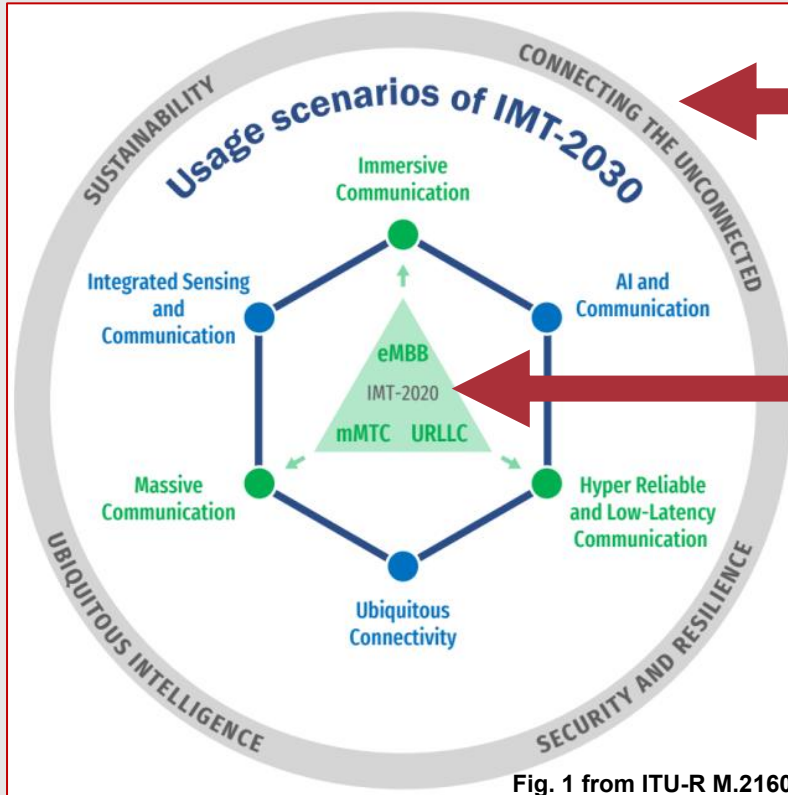 SUSTAINABILITY
CONNECTING THE UNCONNECTED
Usage scenarios of IMT-2030
Immersive
Communication
Integrated Sensing
and
Communication
AI and
Communication
eMBB
IMT-2020
mMTC URLLC
Massive
Communication
Hyper Reliable
and Low-Latency
Communication
Ubiquitous
Connectivity
UBIQUITOUS INTELLIGENCE
SECURITY AND RESILIENCE
Fig. 1 from ITU-R M.2160